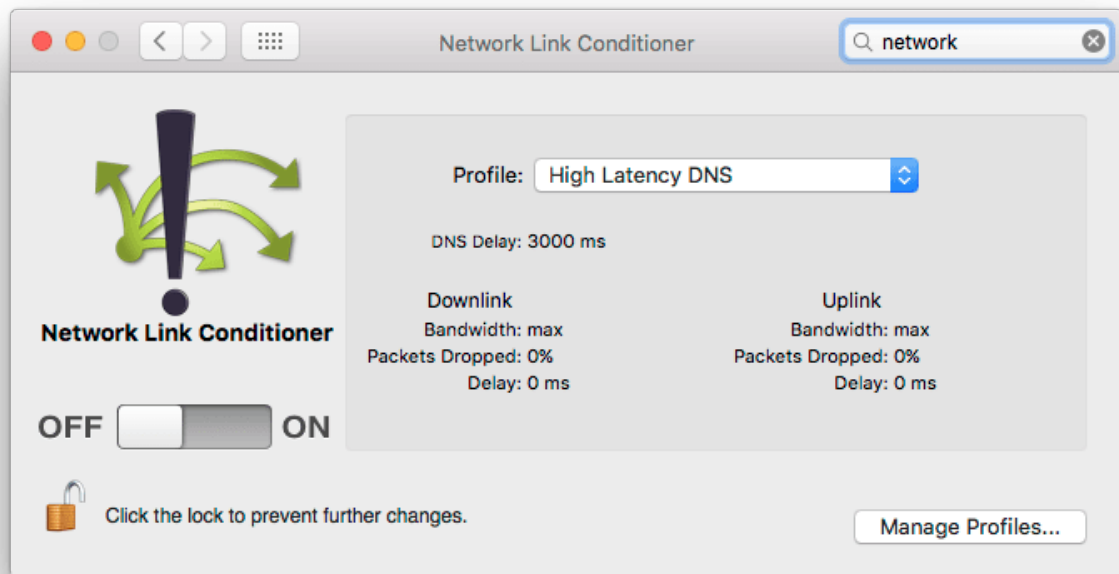 Network Link Conditioner
network
Profile: High Latency DNS
DNS Delay: 3000 ms
Downlink
Bandwidth: max
Packets Dropped: 0%
Delay: 0 ms
Uplink
Bandwidth: max
Packets Dropped: 0%
Delay: 0 ms
Network Link Conditioner
OFF ON
Click the lock to prevent further changes.
Manage Profiles...